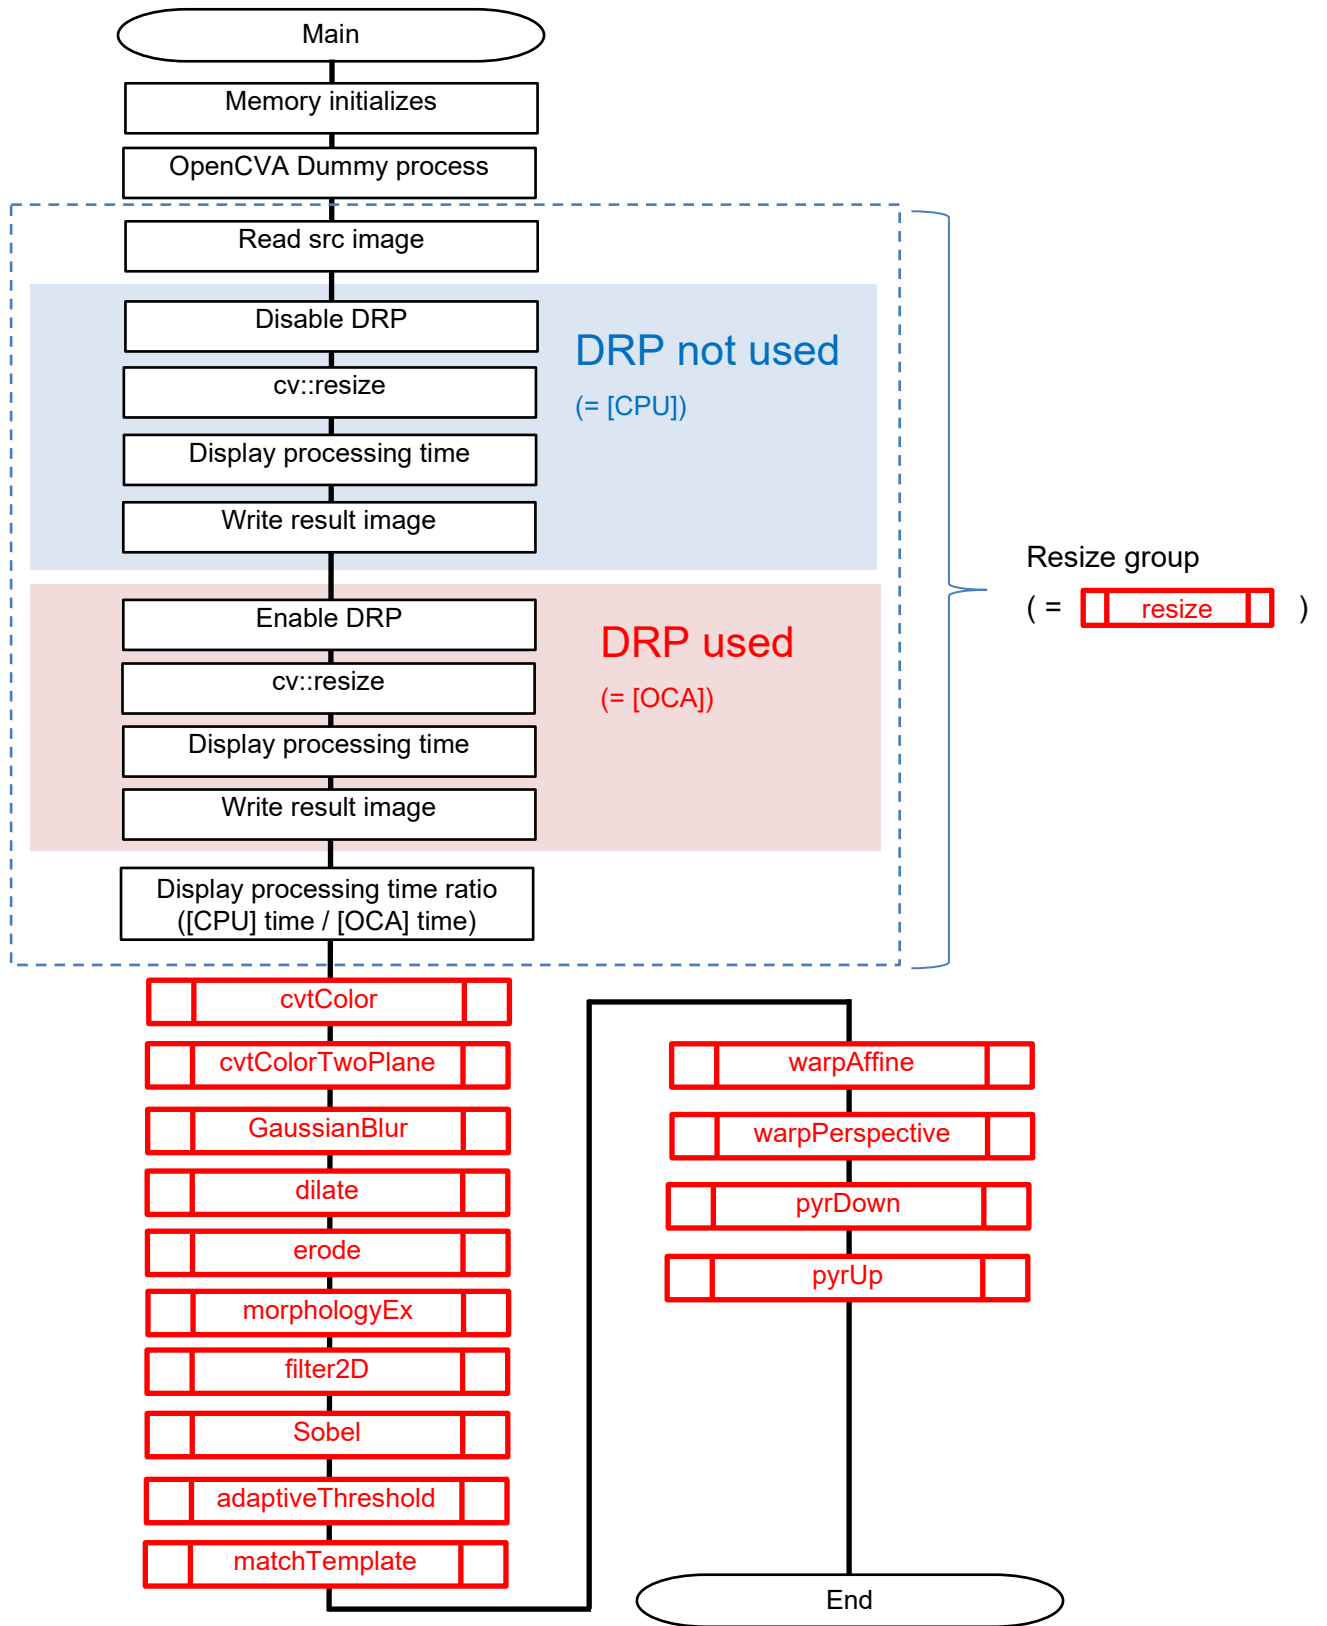 Main
Memory initializes
OpenCVA Dummy process
Read src image
Disable DRP
cv::resize
Display processing time
Write result image
DRP not used
(= [CPU])
Enable DRP
cv::resize
Display processing time
Write result image
DRP used
(= [OCA])
Display processing time ratio
([CPU] time / [OCA] time)
Resize group
( = resize )
cvtColor
cvtColorTwoPlane
GaussianBlur
dilate
erode
morphologyEx
filter2D
Sobel
adaptiveThreshold
matchTemplate
warpAffine
warpPerspective
pyrDown
pyrUp
End